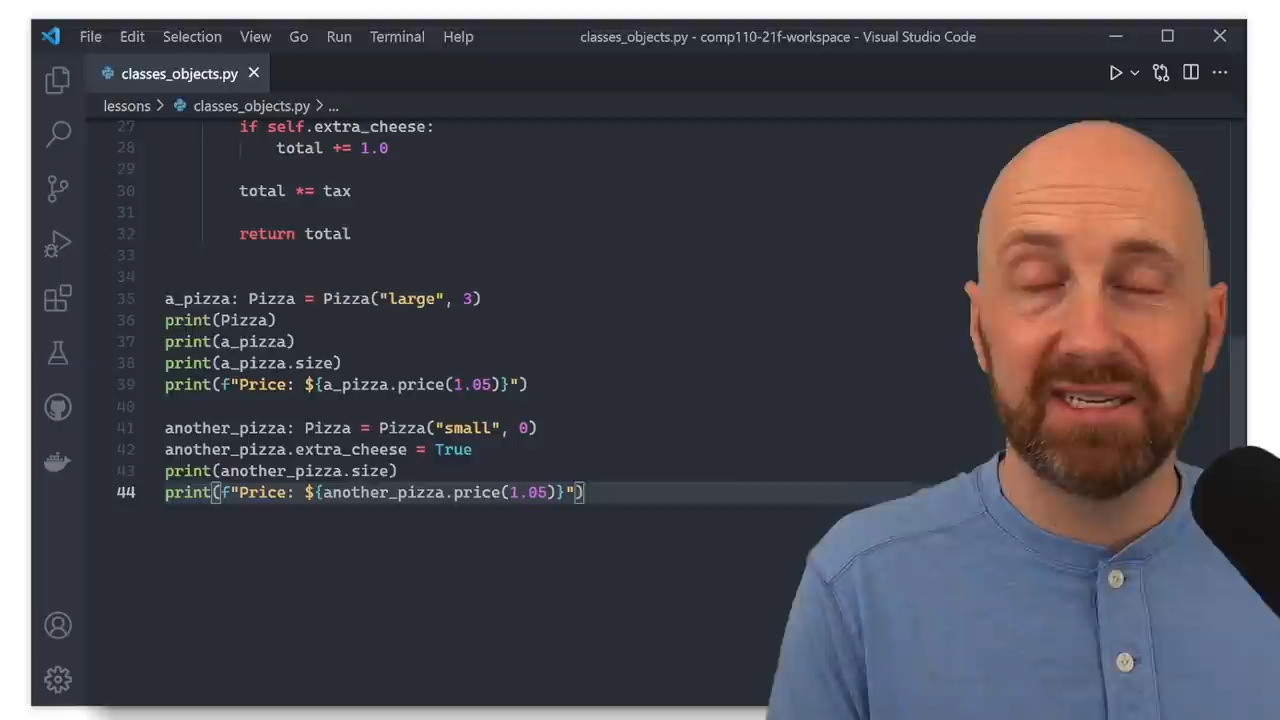 File Edit Selection View Go Run Terminal Help classes_objects.py - comp110-21f-workspace - Visual Studio Code
classes_objects.py
lessons > classes_objects.py > ...
27 if self.extra_cheese:
28 total += 1.0
29
30 total *= tax
31
32 return total
33
34
35 a_pizza: Pizza = Pizza("large", 3)
36 print(Pizza)
37 print(a_pizza)
38 print(a_pizza.size)
39 print(f"Price: ${a_pizza.price(1.05)}")
40
41 another_pizza: Pizza = Pizza("small", 0)
42 another_pizza.extra_cheese = True
43 print(another_pizza.size)
44 print(f"Price: ${another_pizza.price(1.05)}")